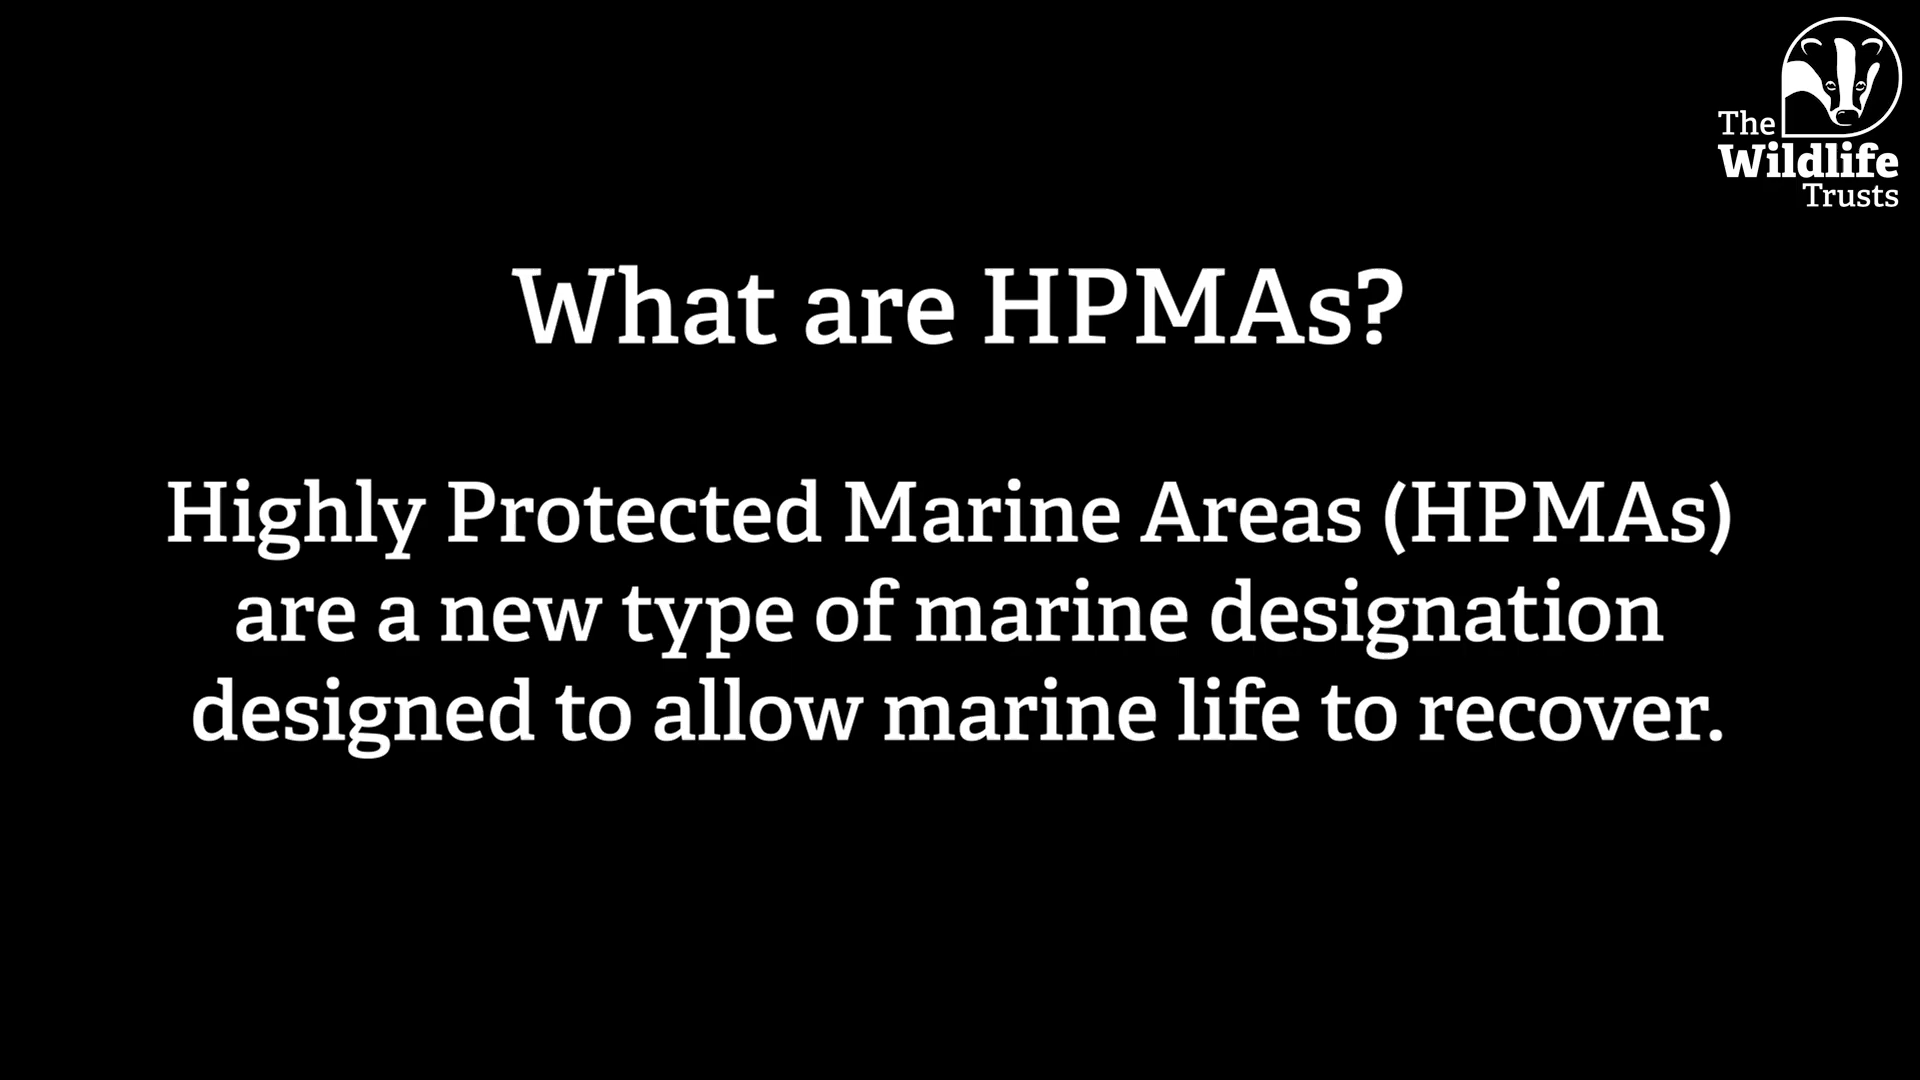 The
Wildlife
Trusts
What are HPMAs?
Highly Protected Marine Areas (HPMAs)
are a new type of marine designation
designed to allow marine life to recover.